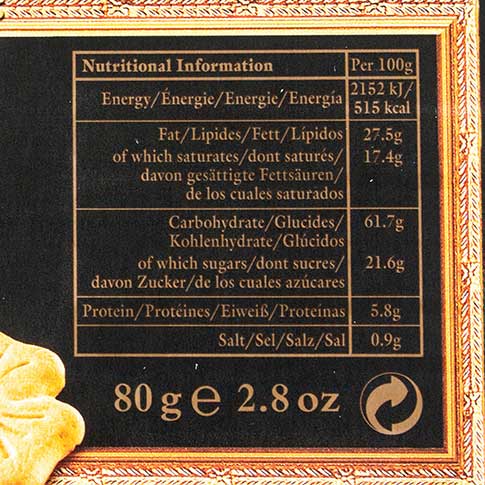 Nutritional Information Per 100g
Energy/Énergie/Energie/Energía 2152 kJ/
515 kcal
Fat/Lipides/Fett/Lípidos 27.5g
of which saturates/dont saturés/ 17.4g
davon gesättigte Fettsäuren/
de los cuales saturados
Carbohydrate/Glucides/ 61.7g
Kohlenhydrate/Glúcidos
of which sugars/dont sucres/ 21.6g
davon Zucker/de los cuales azúcares
Protein/Protéines/Eiweiß/Proteínas 5.8g
Salt/Sel/Salz/Sal 0.9g
80 g ℮ 2.8 oz